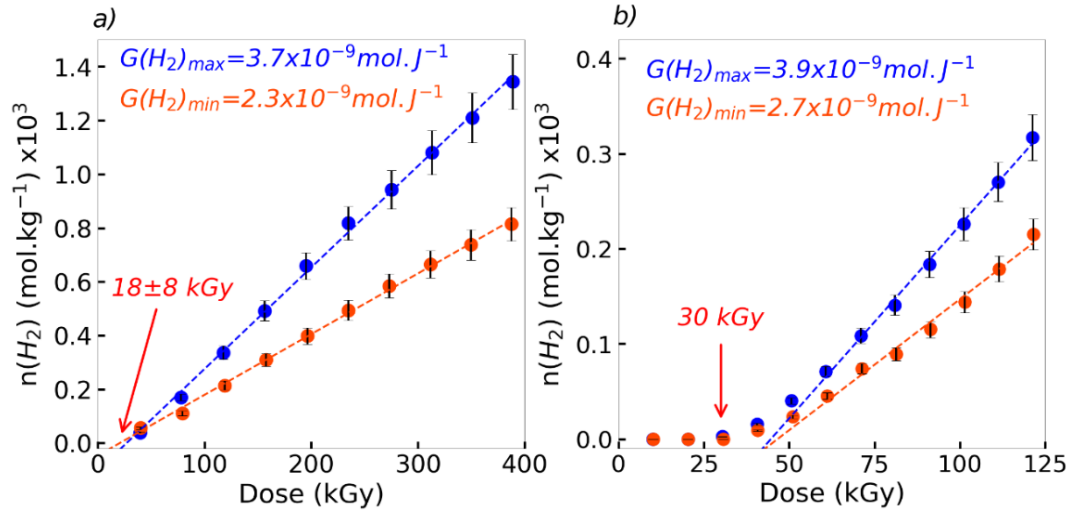 a)
G(H₂)max=3.7x10⁻⁹mol.J⁻¹
G(H₂)min=2.3x10⁻⁹mol.J⁻¹
n(H₂) (mol.kg⁻¹) x10³
1.4
1.2
1.0
0.8
0.6
0.4
0.2
0.0
18±8 kGy
0
100
200
300
400
Dose (kGy)
b)
G(H₂)max=3.9x10⁻⁹mol.J⁻¹
G(H₂)min=2.7x10⁻⁹mol.J⁻¹
n(H₂) (mol.kg⁻¹) x10³
0.4
0.3
0.2
0.1
0.0
30 kGy
0
25
50
75
100
125
Dose (kGy)